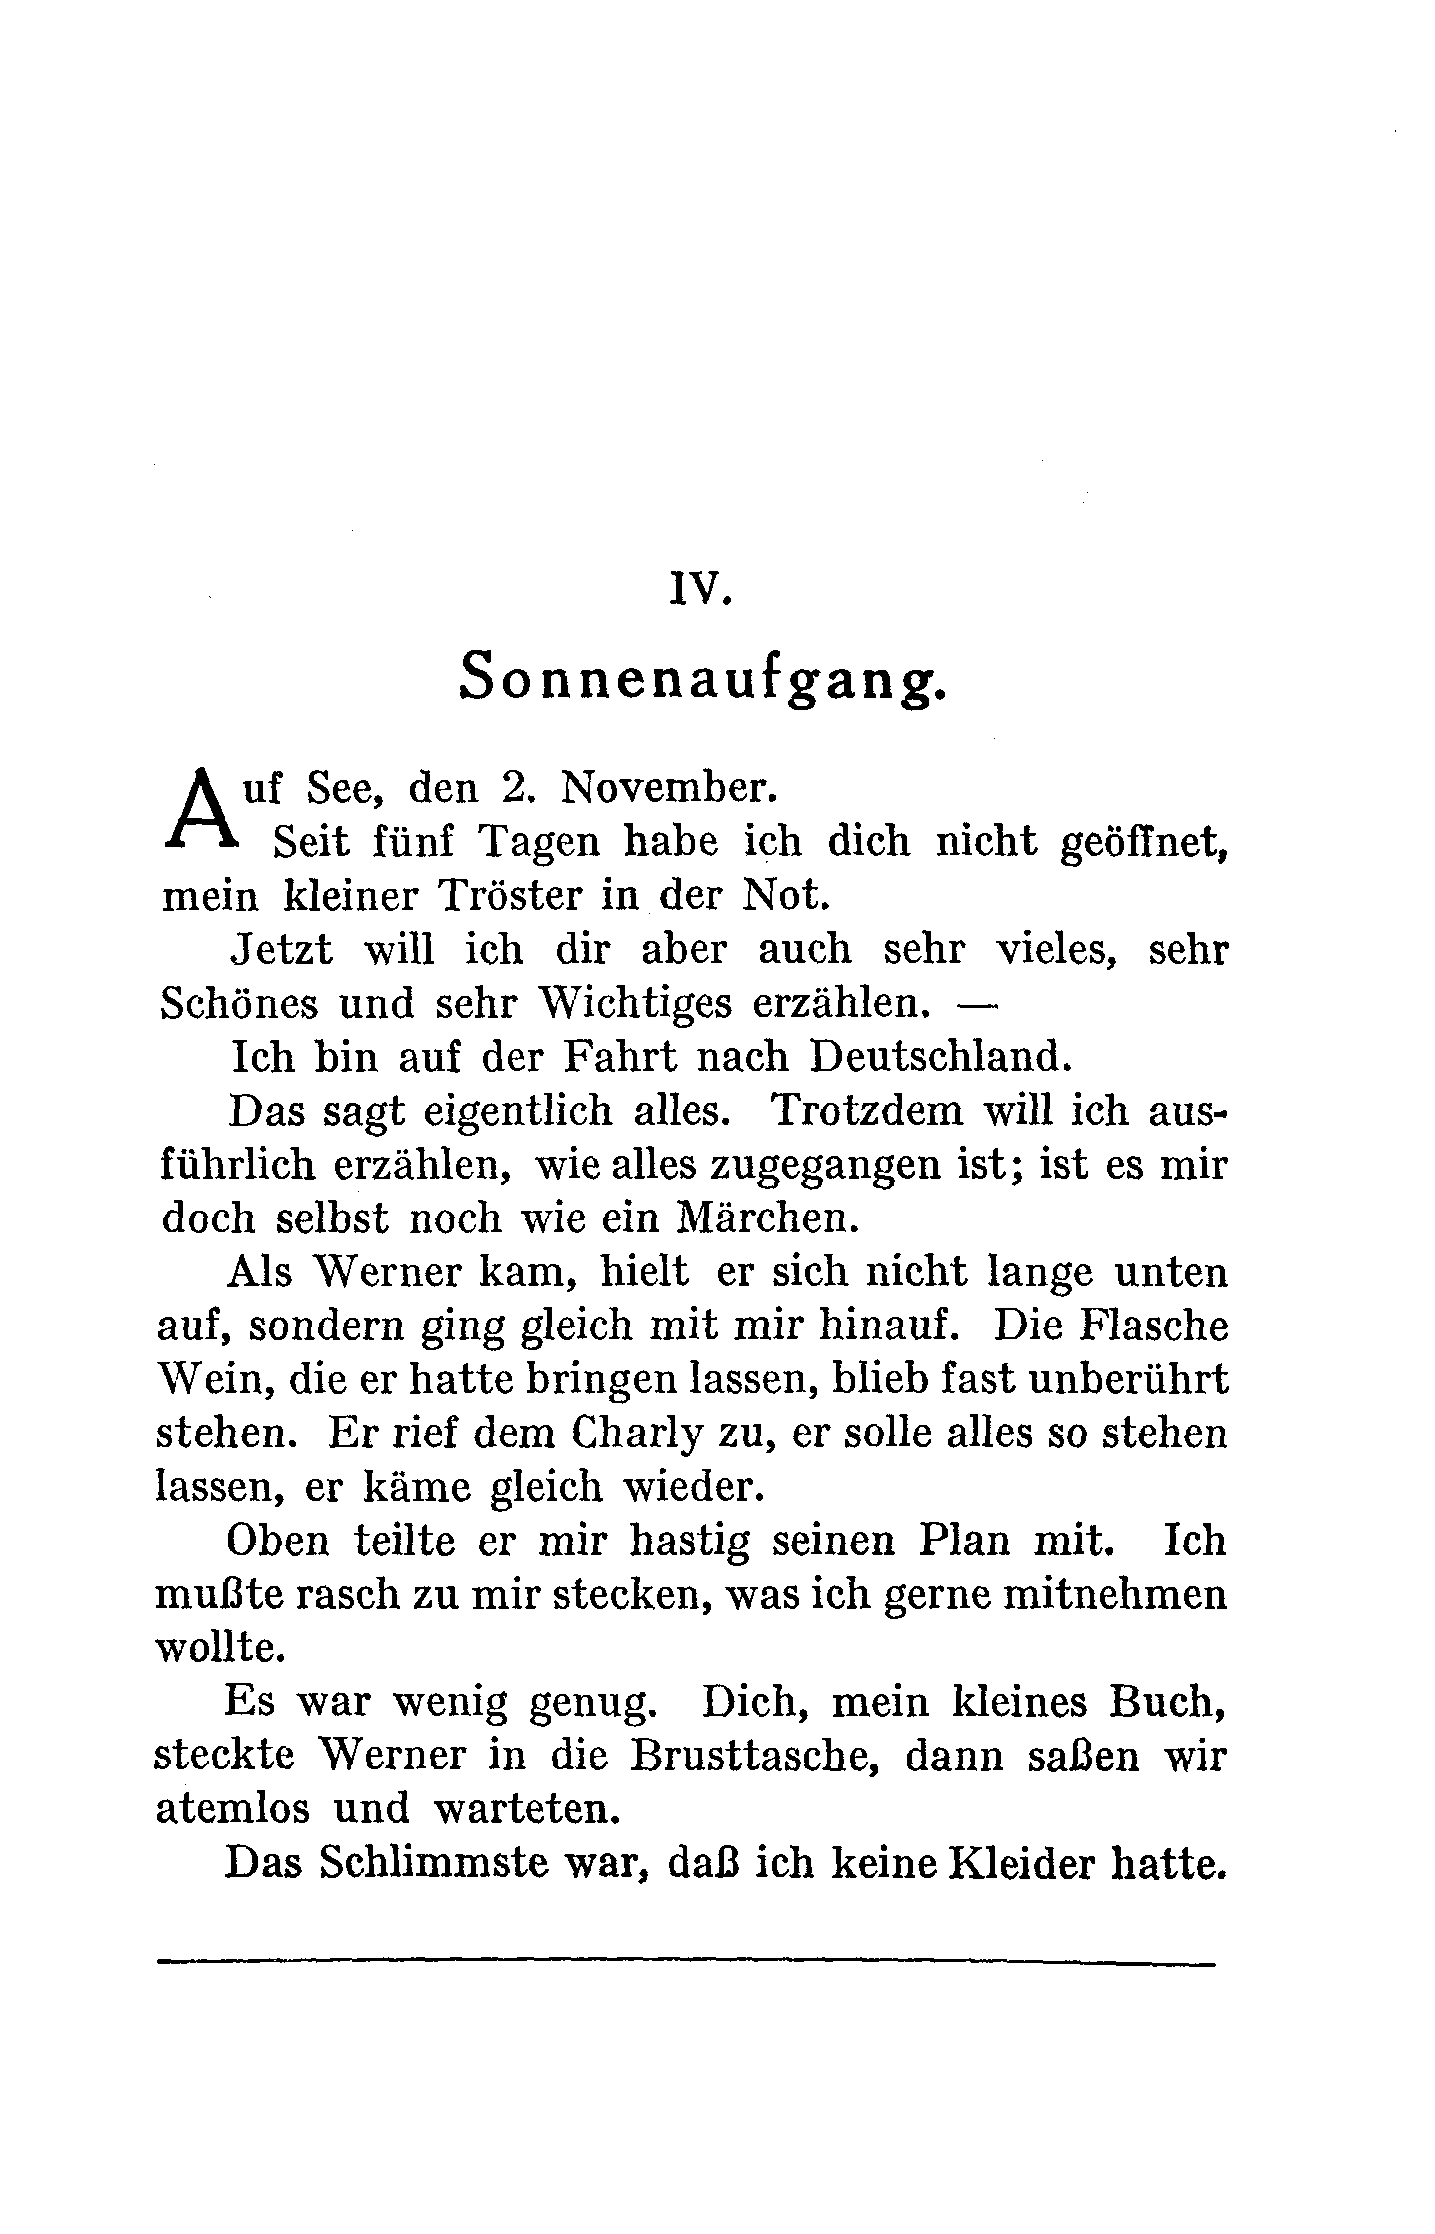 IV.
Sonnenaufgang.
Auf See, den 2. November.
Seit fünf Tagen habe ich dich nicht geöffnet,
mein kleiner Tröster in der Not.
Jetzt will ich dir aber auch sehr vieles, sehr
Schönes und sehr Wichtiges erzählen. —
Ich bin auf der Fahrt nach Deutschland.
Das sagt eigentlich alles. Trotzdem will ich aus-
führlich erzählen, wie alles zugegangen ist; ist es mir
doch selbst noch wie ein Märchen.
Als Werner kam, hielt er sich nicht lange unten
auf, sondern ging gleich mit mir hinauf. Die Flasche
Wein, die er hatte bringen lassen, blieb fast unberührt
stehen. Er rief dem Charly zu, er solle alles so stehen
lassen, er käme gleich wieder.
Oben teilte er mir hastig seinen Plan mit. Ich
mußte rasch zu mir stecken, was ich gerne mitnehmen
wollte.
Es war wenig genug. Dich, mein kleines Buch,
steckte Werner in die Brusttasche, dann saßen wir
atemlos und warteten.
Das Schlimmste war, daß ich keine Kleider hatte.